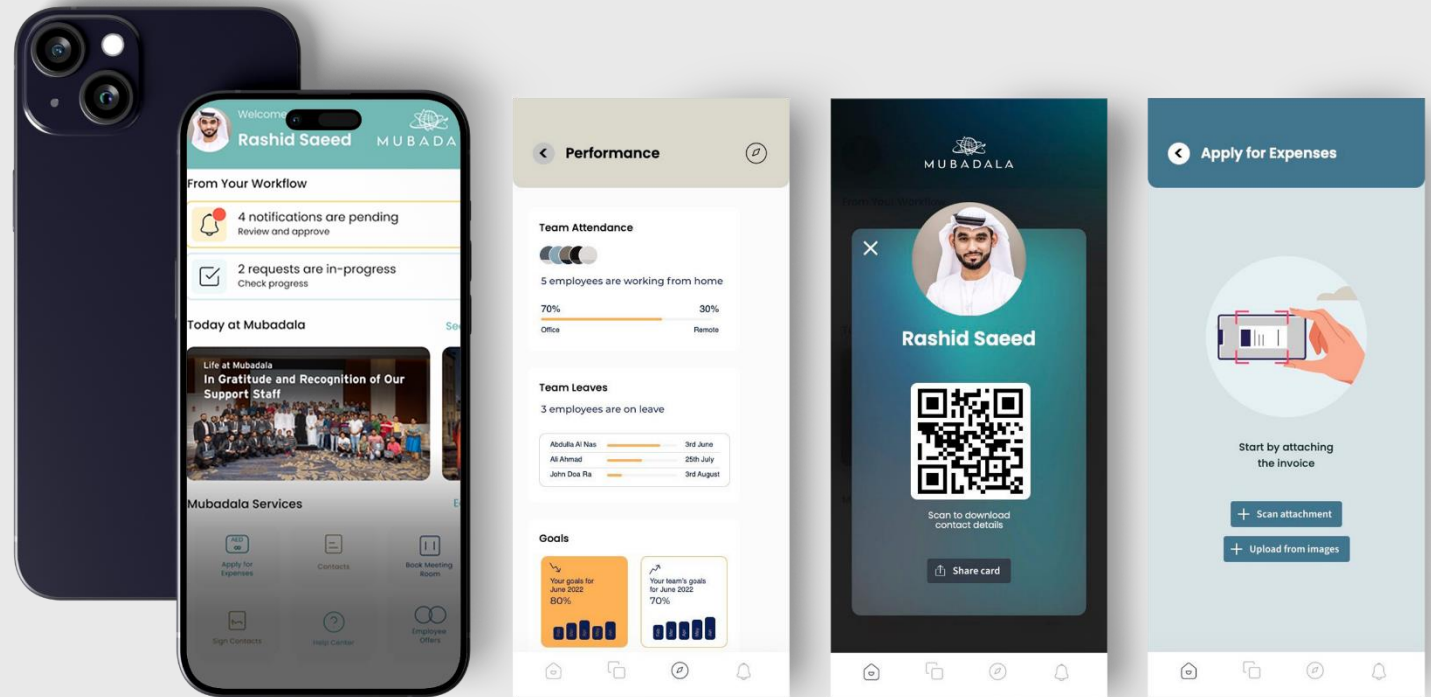 Welcome
Rashid Saeed
MUBADA
From Your Workflow
4 notifications are pending
Review and approve
2 requests are in-progress
Check progress
Today at Mubadala
Life at Mubadala
In Gratitude and Recognition of Our
Support Staff
Mubadala Services
AED
Apply for
Expenses
Contacts
Book Meeting
Room
Sign Contacts
Help Center
Employee
Offers
Performance
Team Attendance
5 employees are working from home
70%
30%
Office
Remote
Team Leaves
3 employees are on leave
Abdulla Al Nas
3rd June
Ali Ahmad
25th July
John Doa Ra
3rd August
Goals
Your goals for
June 2022
80%
Your team's goals
for June 2022
70%
MUBADALA
Rashid Saeed
Scan to download
contact details
Share card
Apply for Expenses
Start by attaching
the invoice
+ Scan attachment
+ Upload from images